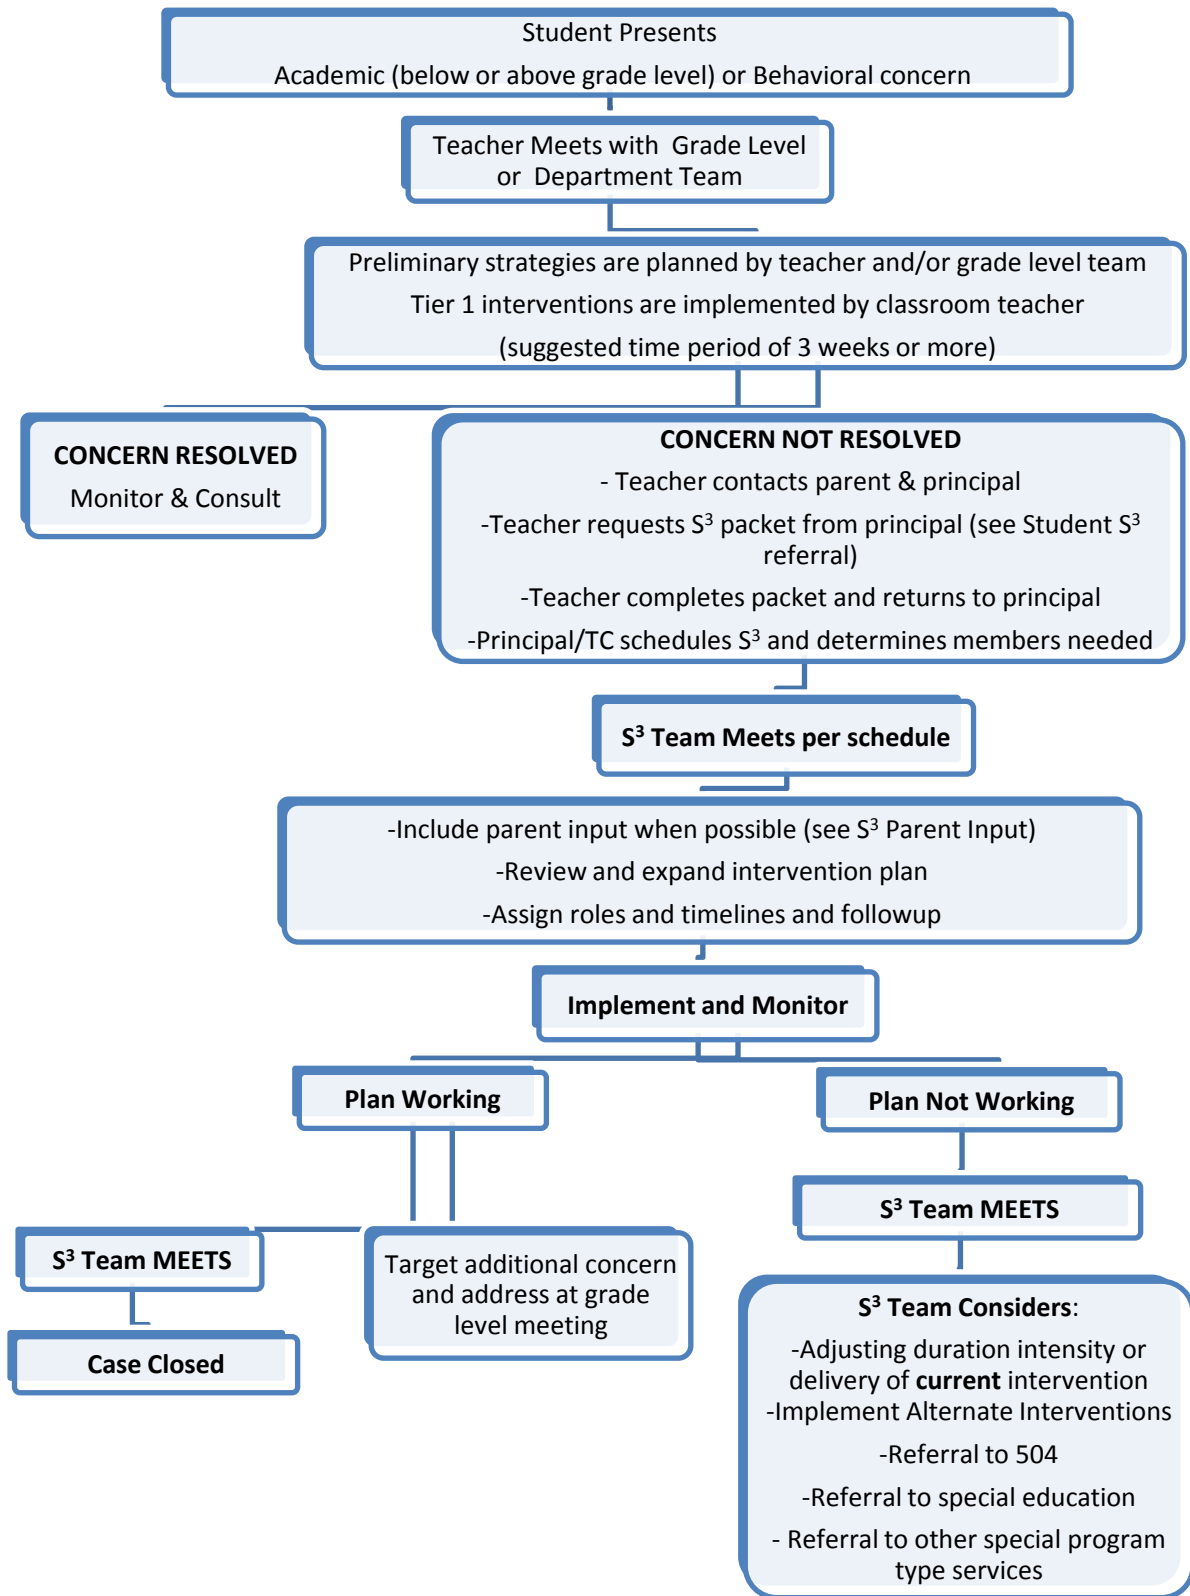 Student Presents
Academic (below or above grade level) or Behavioral concern
Teacher Meets with Grade Level
or Department Team
Preliminary strategies are planned by teacher and/or grade level team
Tier 1 interventions are implemented by classroom teacher
(suggested time period of 3 weeks or more)
CONCERN RESOLVED
Monitor & Consult
CONCERN NOT RESOLVED
- Teacher contacts parent & principal
-Teacher requests S³ packet from principal (see Student S³
referral)
-Teacher completes packet and returns to principal
-Principal/TC schedules S³ and determines members needed
S³ Team Meets per schedule
-Include parent input when possible (see S³ Parent Input)
-Review and expand intervention plan
-Assign roles and timelines and followup
Implement and Monitor
Plan Working
Plan Not Working
S³ Team MEETS
Case Closed
Target additional concern
and address at grade
level meeting
S³ Team MEETS
S³ Team Considers:
-Adjusting duration intensity or
delivery of current intervention
-Implement Alternate Interventions
-Referral to 504
-Referral to special education
- Referral to other special program
type services